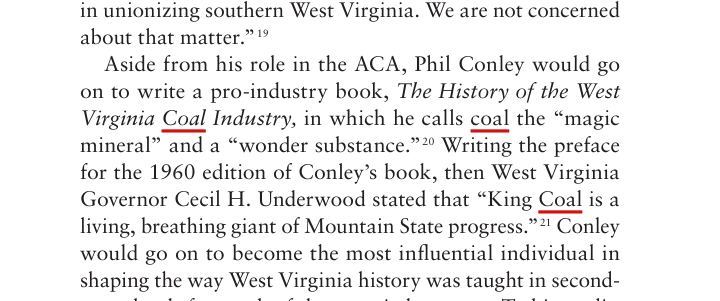 in unionizing southern West Virginia. We are not concerned
about that matter.”19
Aside from his role in the ACA, Phil Conley would go
on to write a pro-industry book, The History of the West
Virginia Coal Industry, in which he calls coal the “magic
mineral” and a “wonder substance.”20 Writing the preface
for the 1960 edition of Conley’s book, then West Virginia
Governor Cecil H. Underwood stated that “King Coal is a
living, breathing giant of Mountain State progress.”21 Conley
would go on to become the most influential individual in
shaping the way West Virginia history was taught in second-